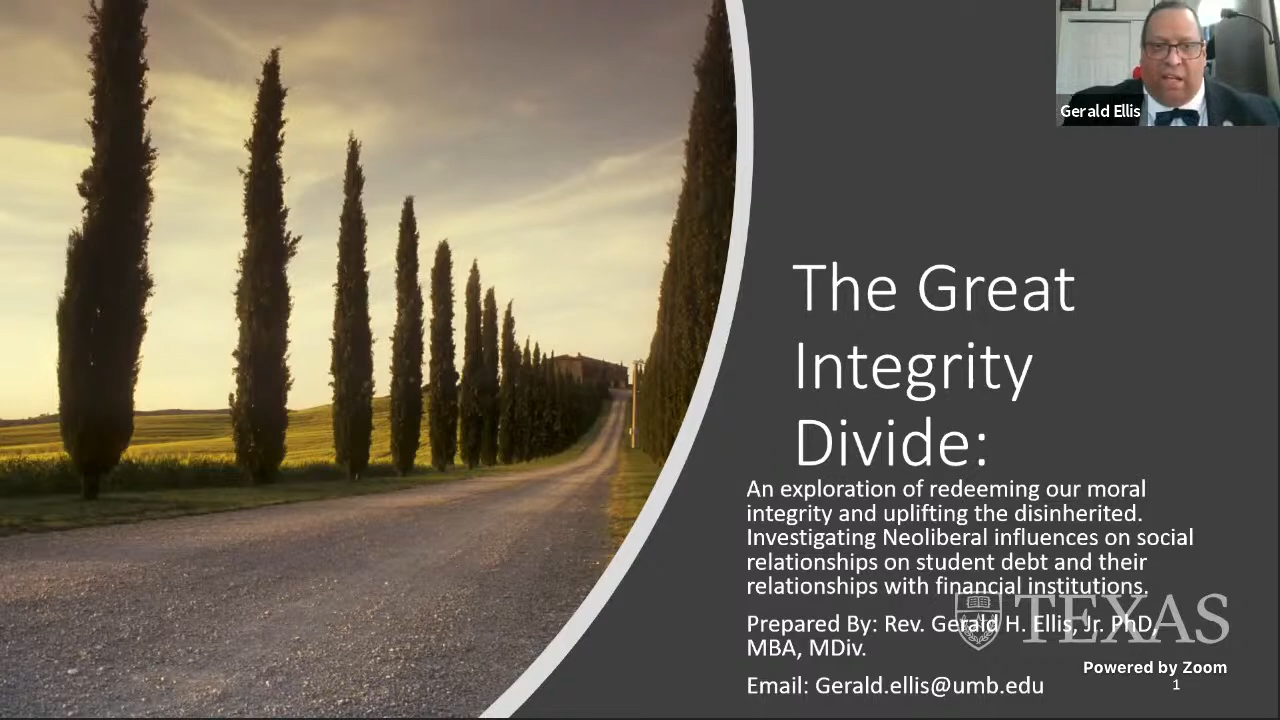 Gerald Ellis
The Great
Integrity
Divide:
An exploration of redeeming our moral
integrity and uplifting the disinherited.
Investigating Neoliberal influences on social
relationships on student debt and their
relationships with financial institutions.
TEXAS
Prepared By: Rev. Gerald H. Ellis, Jr. PhD,
MBA, MDiv.
Powered by Zoom
Email: Gerald.ellis@umb.edu
1